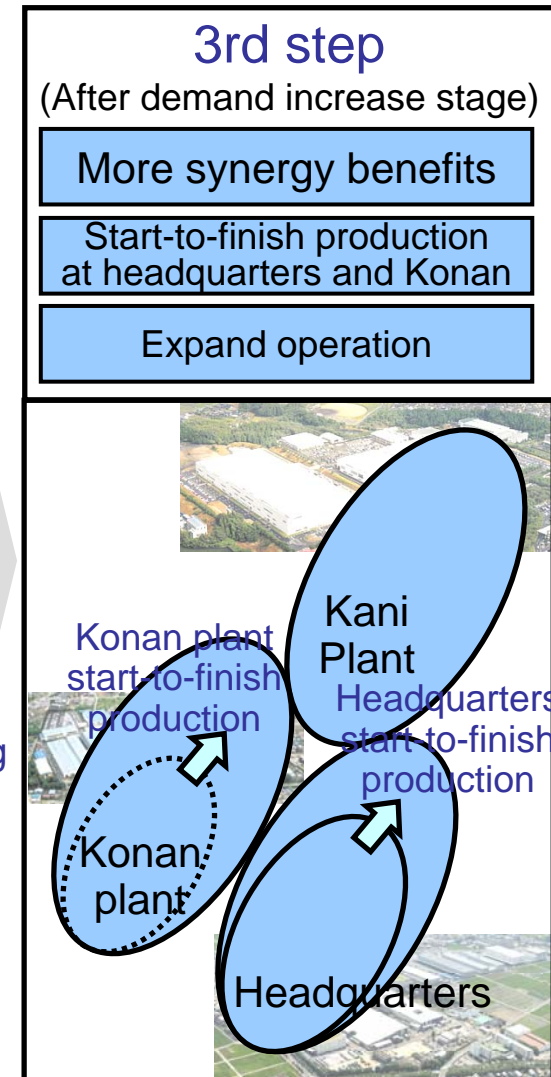 3rd step
(After demand increase stage)
More synergy benefits
Start-to-finish production
at headquarters and Konan
Expand operation
Kani
Plant
Konan plant
start-to-finish
production
Headquarters
start-to-finish
production
g
Konan
plant
Headquarters